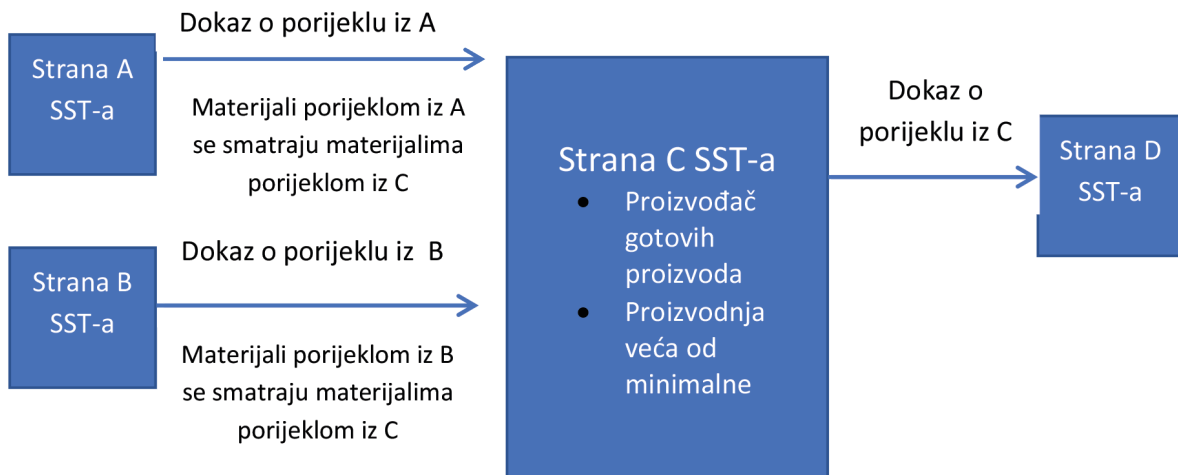 Strana A
SST-a
Dokaz o porijeklu iz A
Materijali porijeklom iz A
se smatraju materijalima
porijeklom iz C
Strana B
SST-a
Dokaz o porijeklu iz  B
Materijali porijeklom iz B
se smatraju materijalima
porijeklom iz C
Strana C SST-a
• Proizvođač
gotovih
proizvoda
• Proizvodnja
veća od
minimalne
Dokaz o
porijeklu iz C
Strana D
SST-a